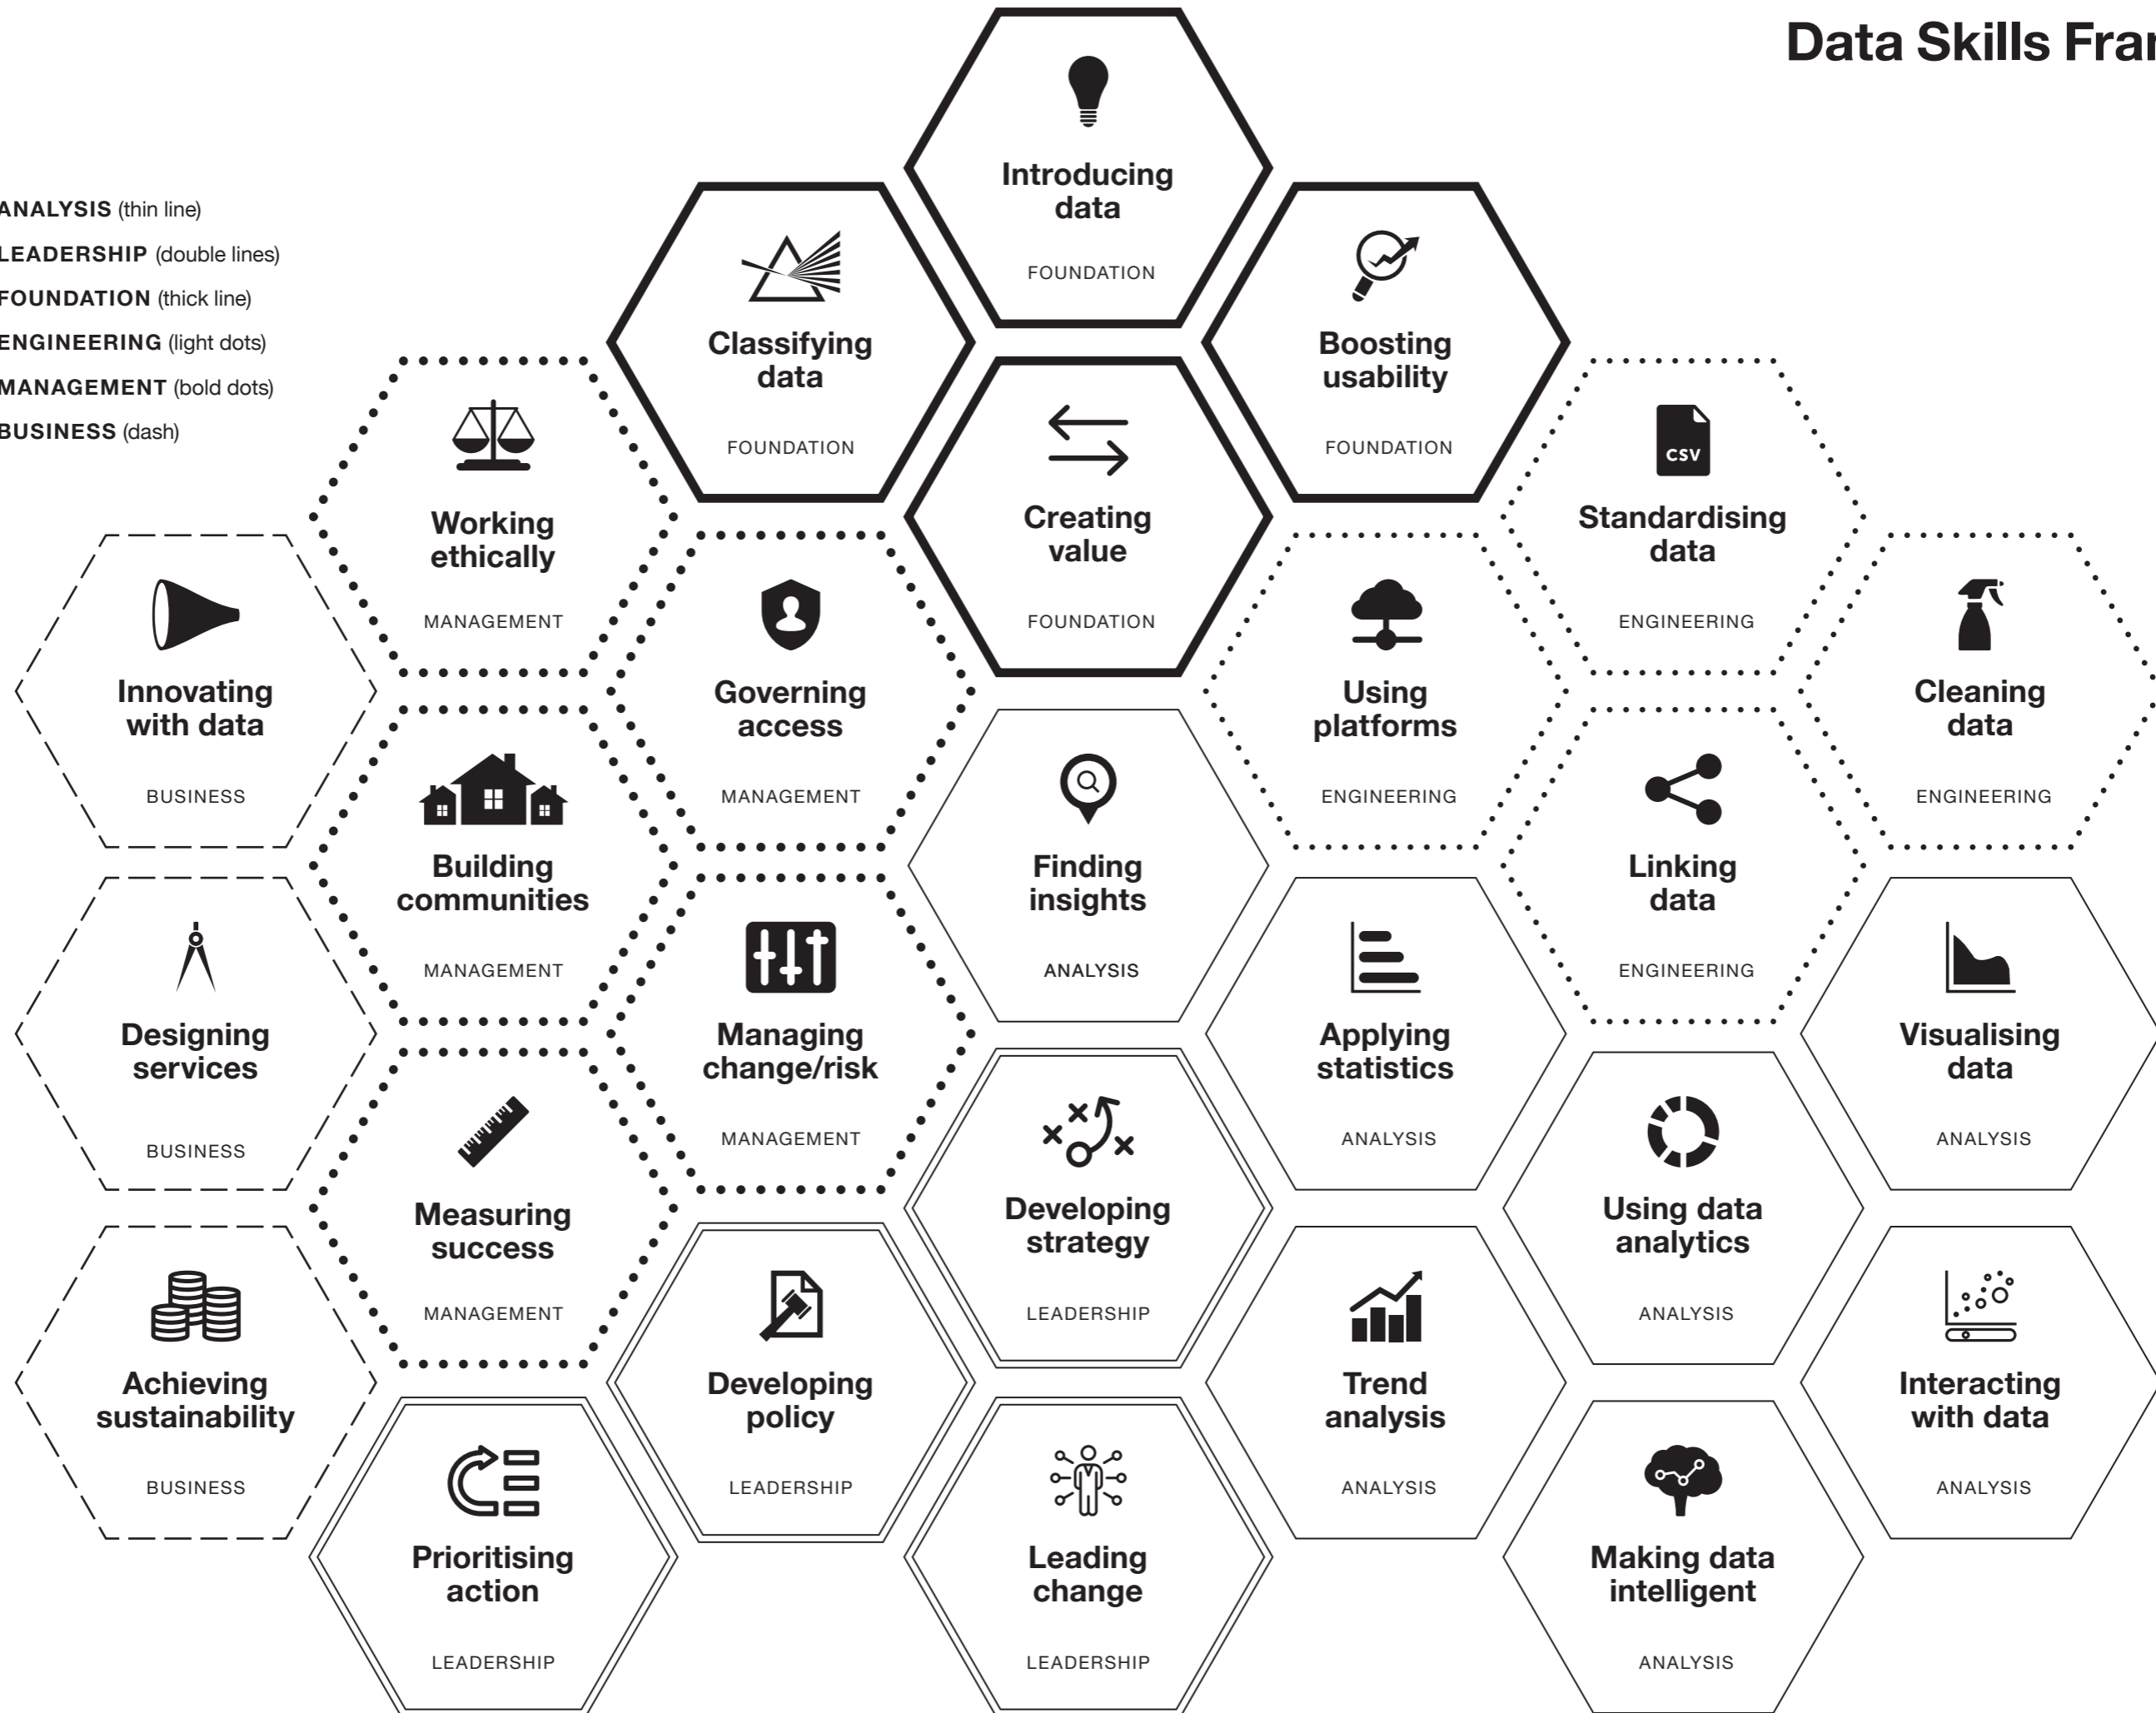 Data Skills Fra
ANALYSIS (thin line)
LEADERSHIP (double lines)
FOUNDATION (thick line)
ENGINEERING (light dots)
MANAGEMENT (bold dots)
BUSINESS (dash)
Introducing
data
FOUNDATION
Classifying
data
FOUNDATION
Boosting
usability
FOUNDATION
Working
ethically
MANAGEMENT
Creating
value
FOUNDATION
CSV
Standardising
data
ENGINEERING
Innovating
with data
BUSINESS
Governing
access
MANAGEMENT
Using
platforms
ENGINEERING
Cleaning
data
ENGINEERING
Building
communities
MANAGEMENT
Finding
insights
ANALYSIS
Linking
data
ENGINEERING
Designing
services
BUSINESS
Managing
change/risk
MANAGEMENT
Applying
statistics
ANALYSIS
Visualising
data
ANALYSIS
Measuring
success
MANAGEMENT
Developing
strategy
LEADERSHIP
Using data
analytics
ANALYSIS
Achieving
sustainability
BUSINESS
Developing
policy
LEADERSHIP
Trend
analysis
ANALYSIS
Interacting
with data
ANALYSIS
Prioritising
action
LEADERSHIP
Leading
change
LEADERSHIP
Making data
intelligent
ANALYSIS